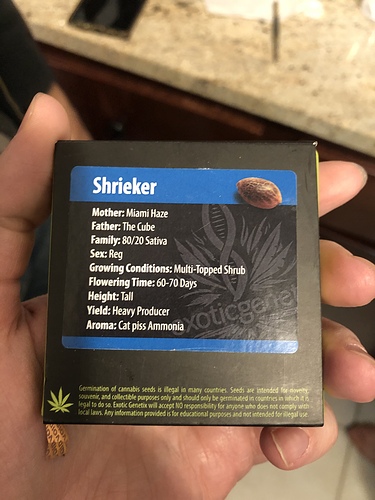 Shrieker
Mother: Miami Haze
Father: The Cube
Family: 80/20 Sativa
Sex: Reg
Growing Conditions: Multi-Topped Shrub
Flowering Time: 60-70 Days
Height: Tall
Yield: Heavy Producer
Aroma: Cat piss Ammonia
exoticgene
Germination of cannabis seeds is illegal in many countries. Seeds are intended for novelty,
souvenir, and collectible purposes only and should only be germinated in countries in which it is
legal to do so. Exotic Genetix will accept NO responsibility for anyone who does not comply with
local laws. Any information provided is for educational purposes and not intended for illegal use.